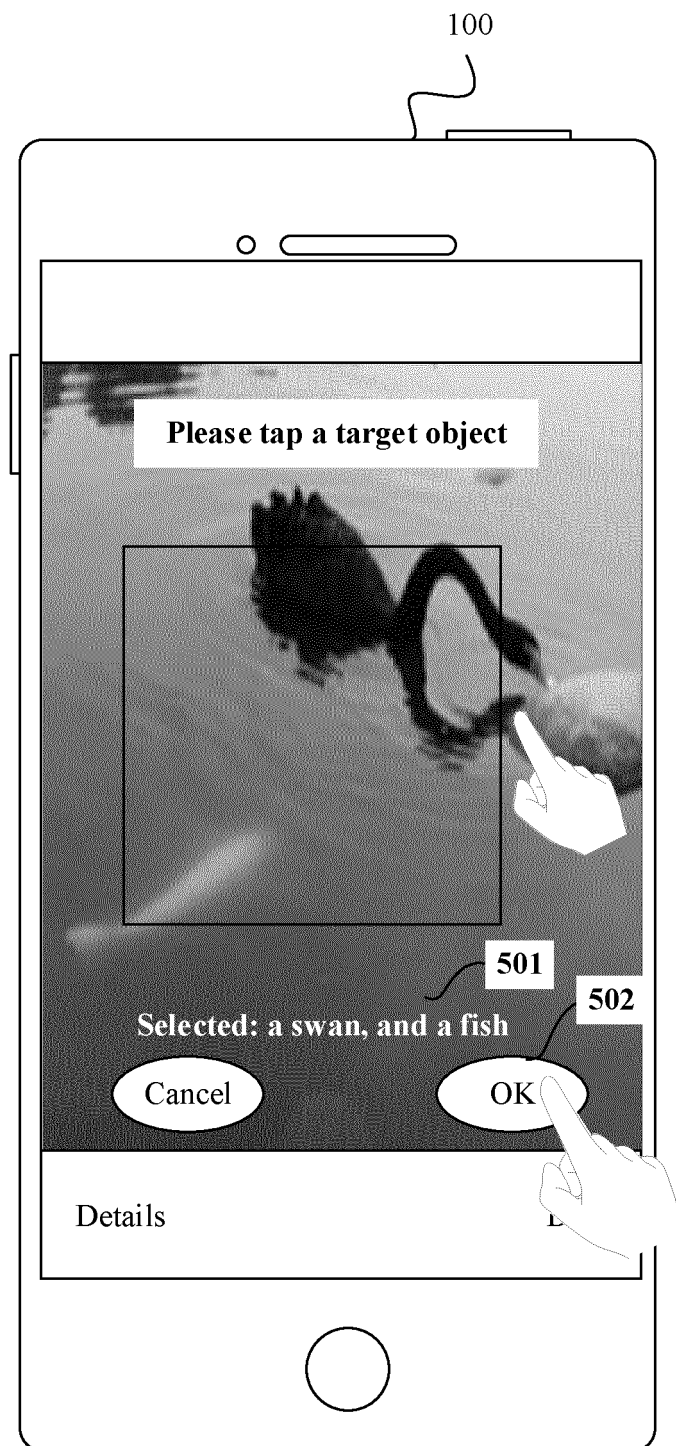 100
Please tap a target object
501
502
Selected: a swan, and a fish
Cancel
OK
Details